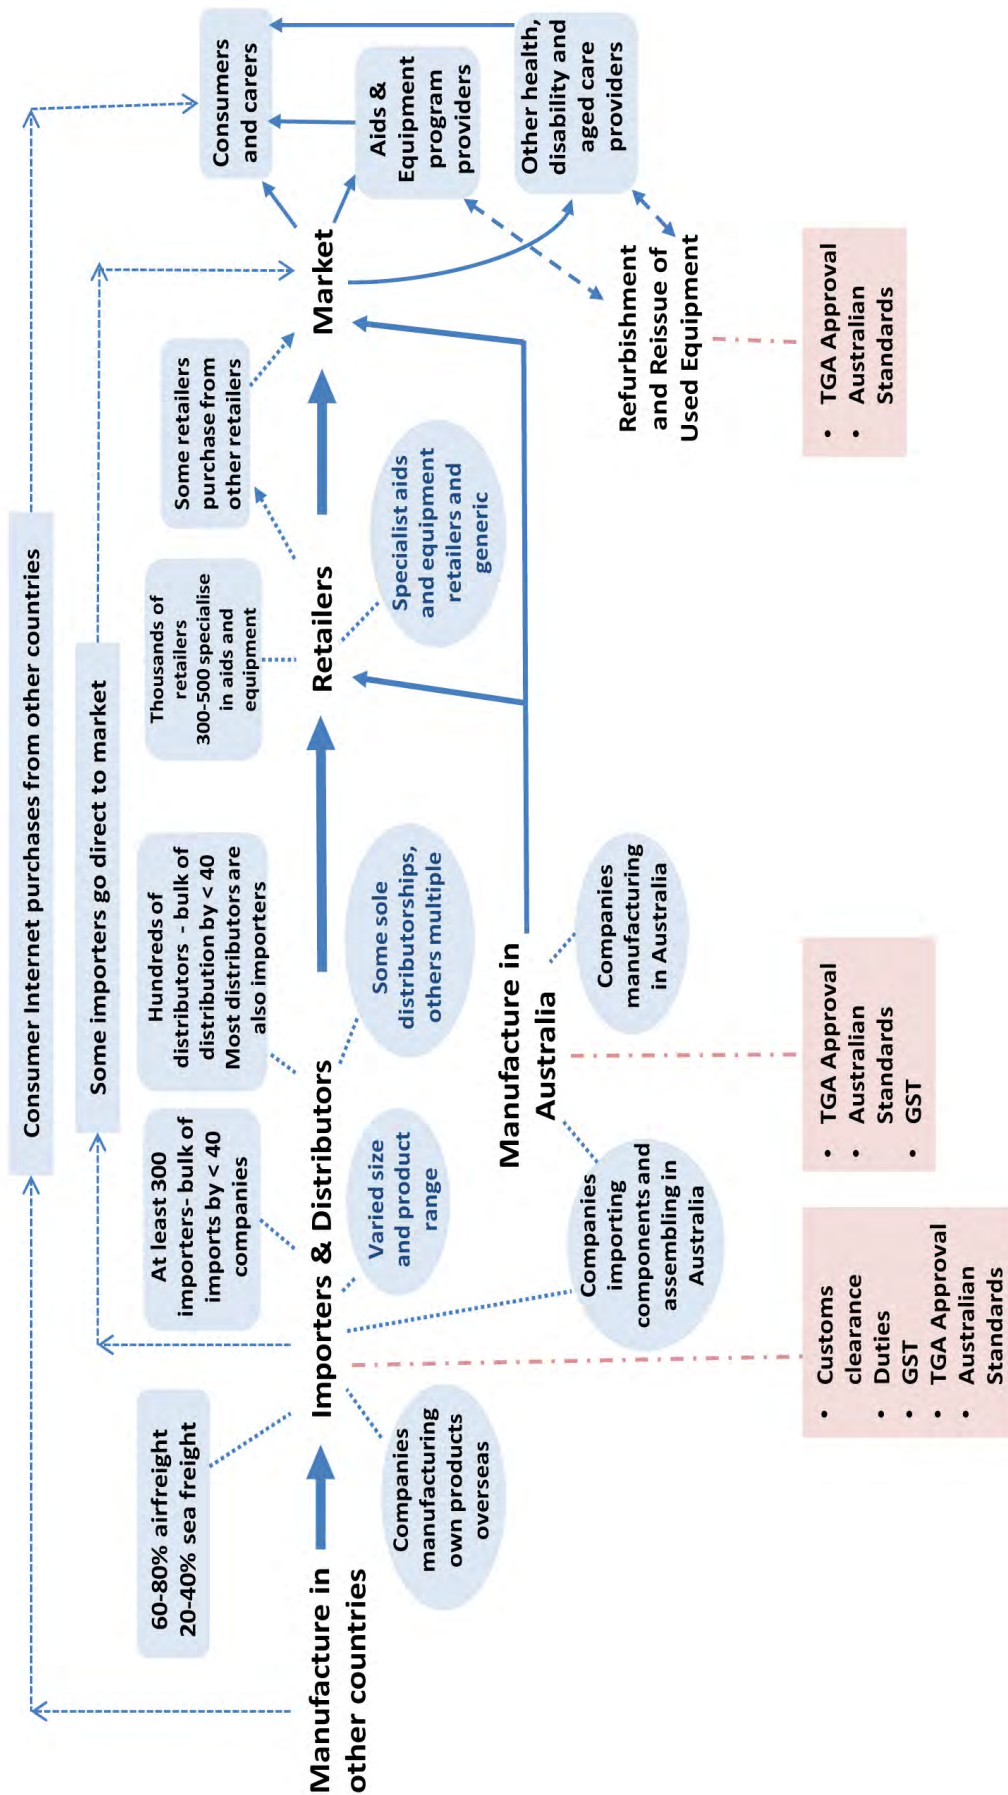 Consumer Internet purchases from other countries
Some importers go direct to market
60-80% airfreight
20-40% sea freight
At least 300
importers- bulk of
imports by < 40
companies
Hundreds of
distributors - bulk of
distribution by < 40
Most distributors are
also importers
Thousands of
retailers
300-500 specialise
in aids and
equipment
Some retailers
purchase from
other retailers
Consumers
and carers
Manufacture in
other countries
Importers & Distributors
Retailers
Market
Aids &
Equipment
program
providers
Companies
manufacturing
own products
overseas
Varied size
and product
range
Some sole
distributorships,
others multiple
Specialist aids
and equipment
retailers and
generic
Other health,
disability and
aged care
providers
Manufacture in
Australia
Companies
importing
components and
assembling in
Australia
Companies
manufacturing
in Australia
Refurbishment
and Reissue of
Used Equipment
• Customs
clearance
• Duties
• GST
• TGA Approval
• Australian
Standards
• TGA Approval
• Australian
Standards
• GST
• TGA Approval
• Australian
Standards